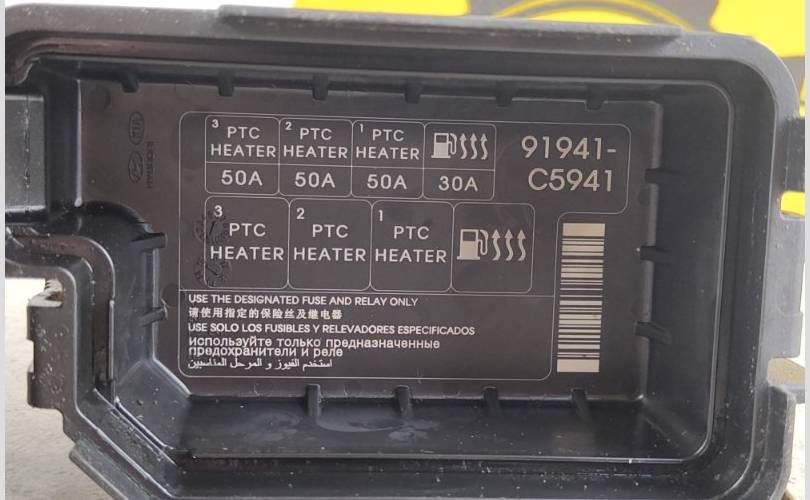 3 PTC HEATER
2 PTC HEATER
1 PTC HEATER
50A 50A 50A 30A
91941-
C5941
3 PTC HEATER
2 PTC HEATER
1 PTC HEATER
USE THE DESIGNATED FUSE AND RELAY ONLY
请使用指定的保险丝及继电器
USE SOLO LOS FUSIBLES Y RELEVADORES ESPECIFICADOS
используйте только предназначенные
предохранители и реле
استخدم الفيوز و المرحل المناسبين